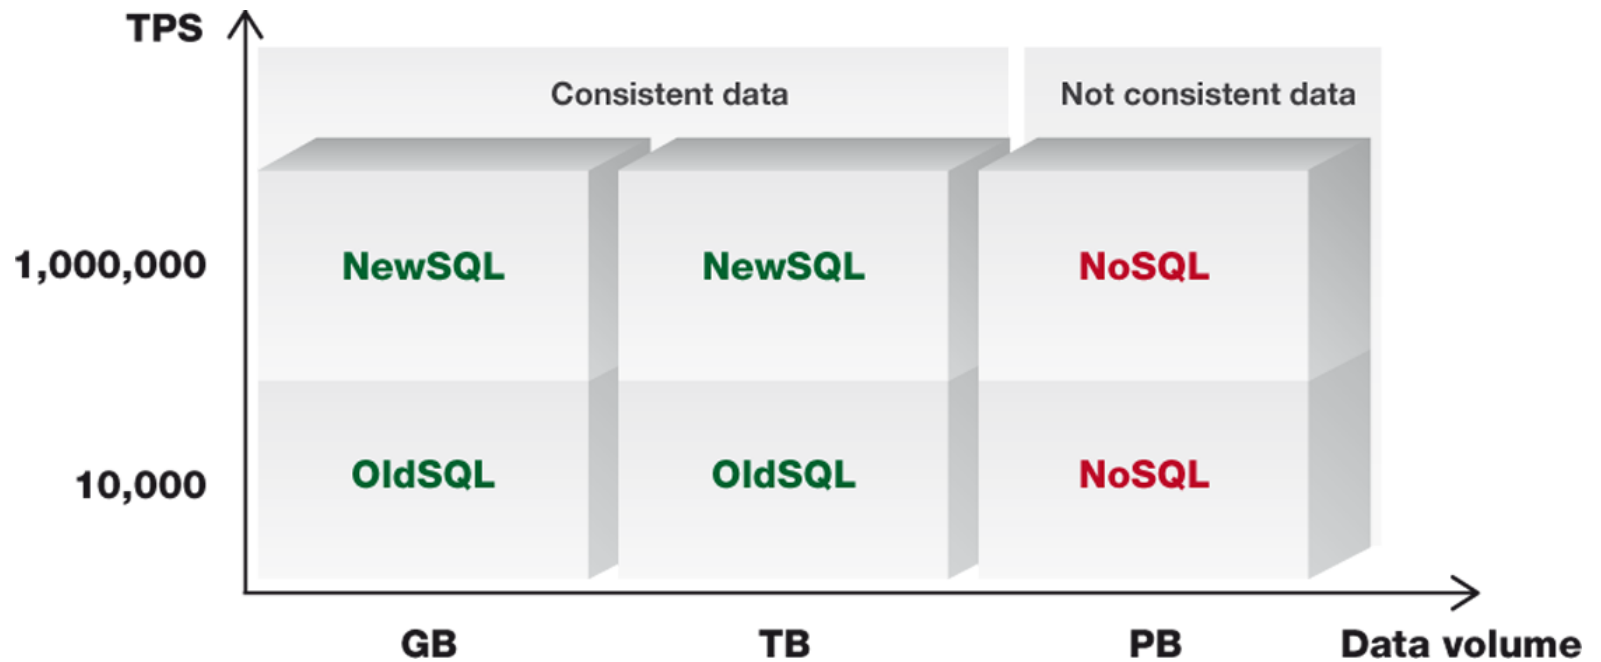 TPS
Consistent data
Not consistent data
1,000,000
NewSQL
NewSQL
NoSQL
10,000
OldSQL
OldSQL
NoSQL
GB
TB
PB
Data volume